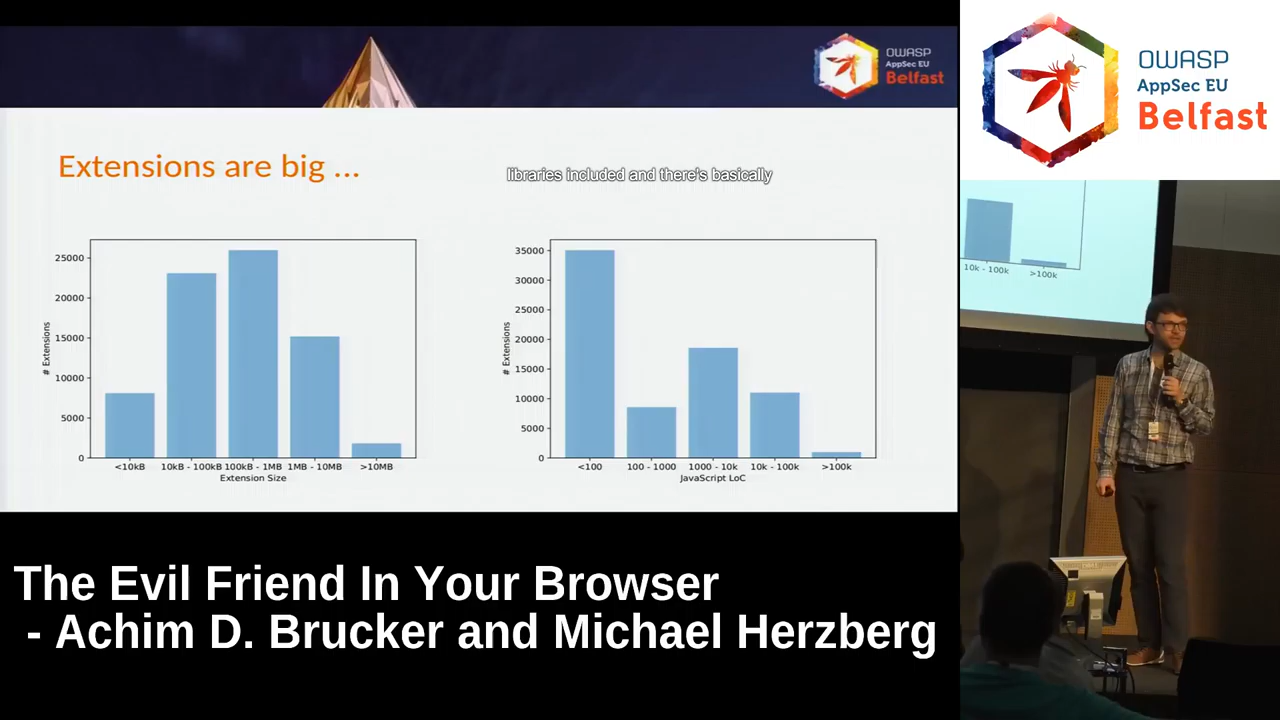 OWASP
AppSec EU
Belfast
OWASP
AppSec EU
Belfast
Extensions are big ...
libraries included and there's basically
25000
20000
15000
10000
5000
0
# Extensions
<10kB 10kB - 100kB 100kB - 1MB 1MB - 10MB >10MB
Extension Size
35000
30000
25000
20000
15000
10000
5000
0
# Extensions
<100 100 - 1000 1000 - 10k 10k - 100k >100k
JavaScript LoC
10k - 100k >100k
The Evil Friend In Your Browser
- Achim D. Brucker and Michael Herzberg